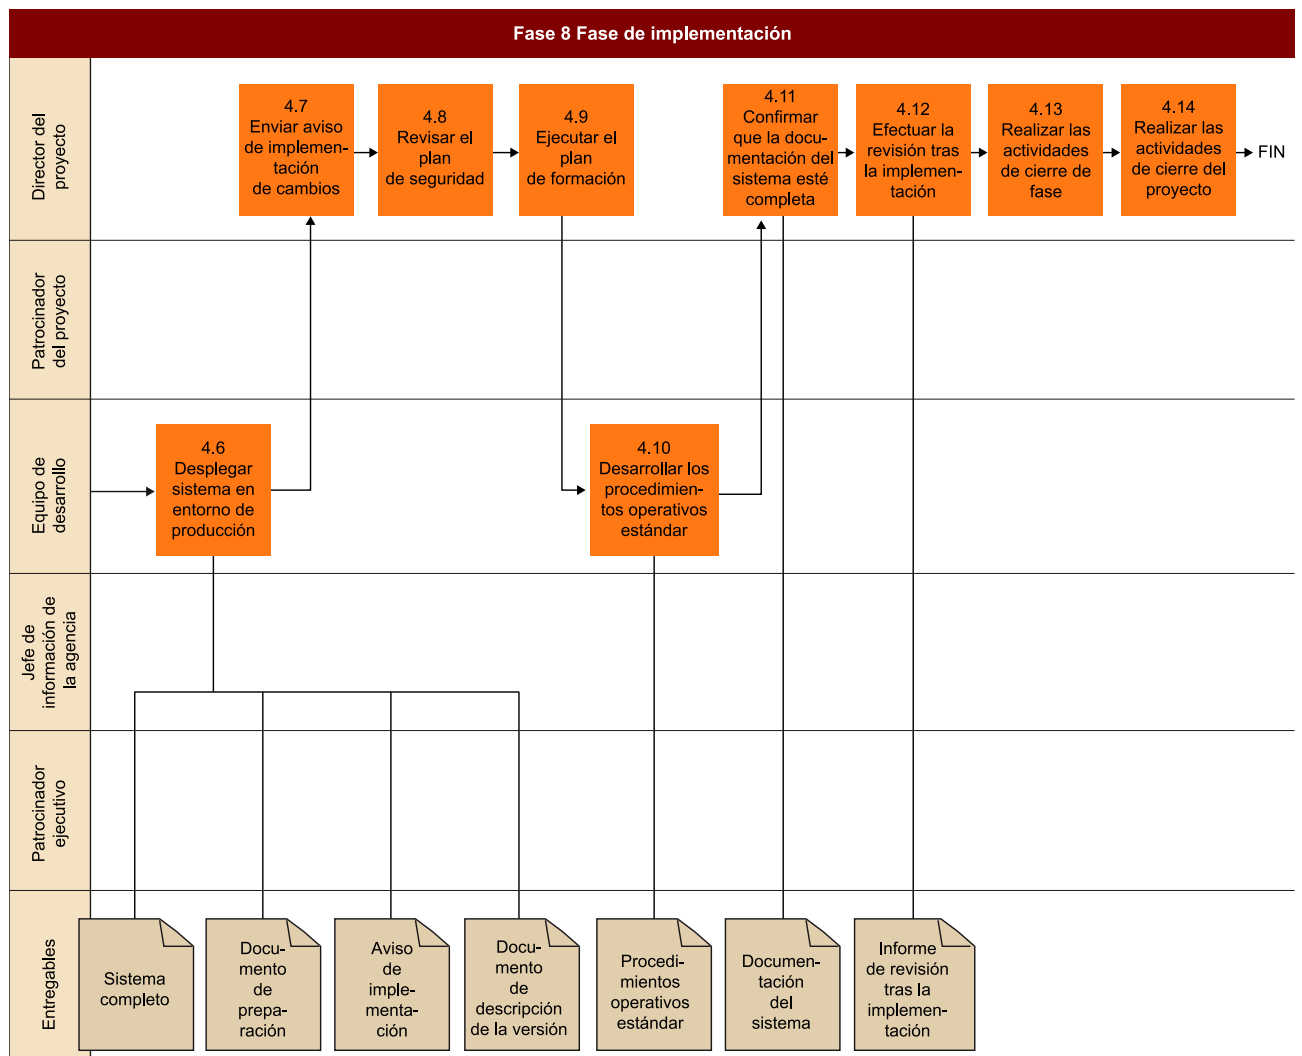 Fase 8 Fase de implementación
Director del
proyecto
4.7
Enviar aviso
de implemen-
tación
de cambios
4.8
Revisar el
plan
de seguridad
4.9
Ejecutar el
plan
de formación
4.11
Confirmar
que la docu-
mentación del
sistema esté
completa
4.12
Efectuar la
revisión tras
la implemen-
tación
4.13
Realizar las
actividades
de cierre de
fase
4.14
Realizar las
actividades
de cierre del
proyecto
FIN
Patrocinador
del proyecto
Equipo de
desarrollo
4.6
Desplegar
sistema en
entorno de
producción
4.10
Desarrollar los
procedimien-
tos operativos
estándar
Jefe de
información de
la agencia
Patrocinador
ejecutivo
Entregables
Sistema
completo
Docu-
mento
de
prepa-
ración
Aviso
de
imple-
menta-
ción
Docu-
mento
de
descripción
de la versión
Procedi-
mientos
operativos
estándar
Documen-
tación
del
sistema
Informe
de revisión
tras la
implemen-
tación